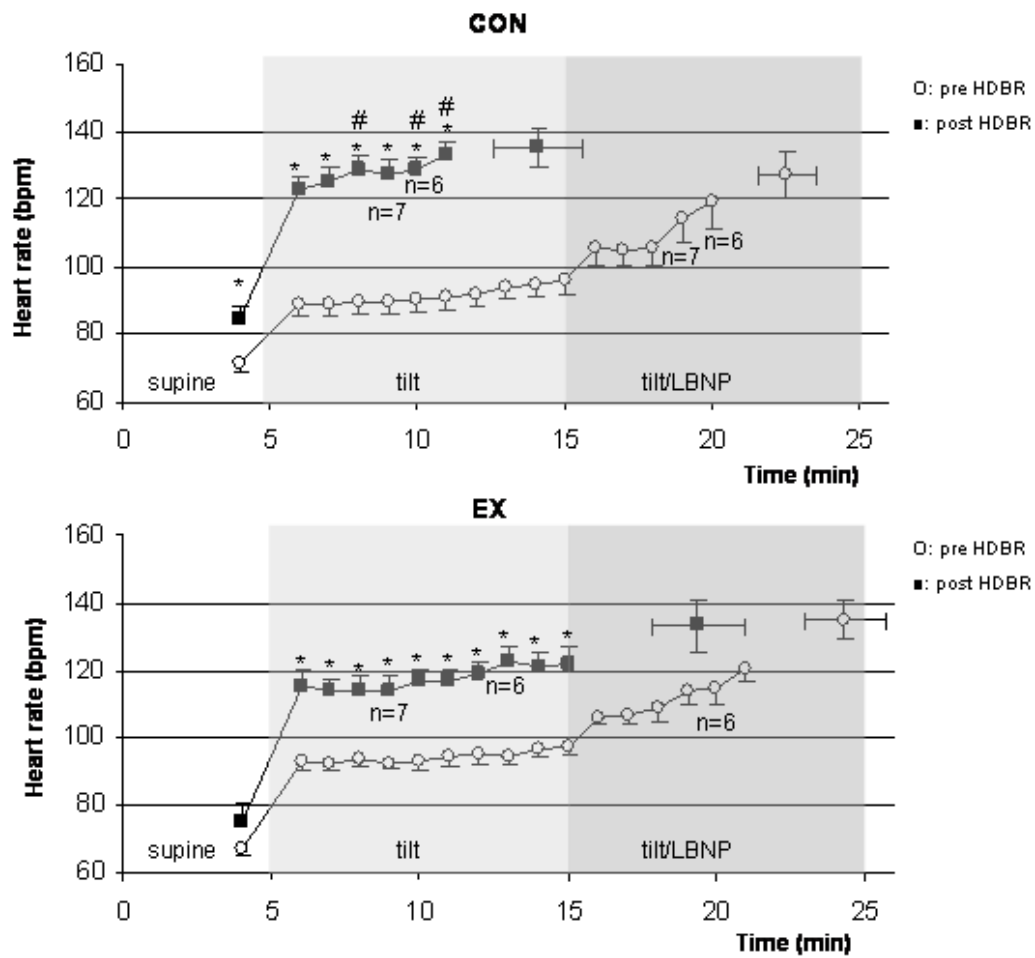 CON
160
140
120
100
80
60
Heart rate (bpm)
# # #
* * * * * * *
n=6
n=7
n=7
n=6
supine tilt tilt/LBNP
0 5 10 15 20 25
Time (min)
O: pre HDBR
■: post HDBR
EX
160
140
120
100
80
60
Heart rate (bpm)
* * * * * * * * * *
n=7
n=6
n=6
supine tilt tilt/LBNP
0 5 10 15 20 25
Time (min)
O: pre HDBR
■: post HDBR